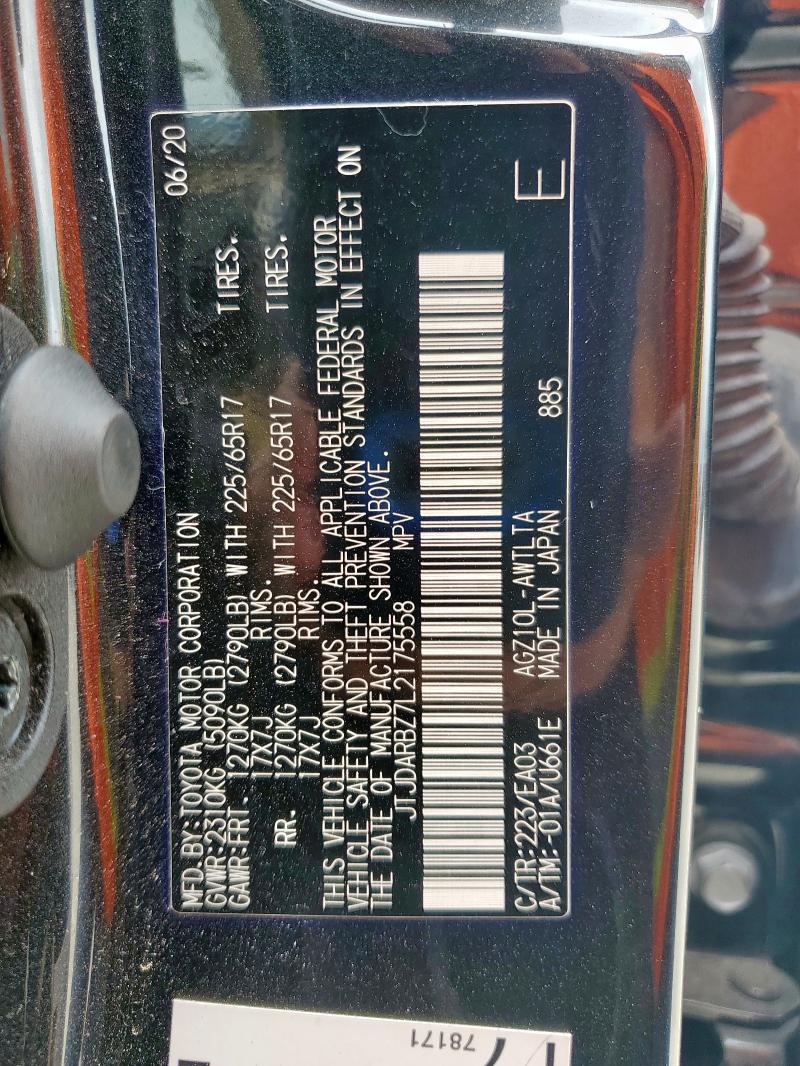 MFD.BY:TOYOTA MOTOR CORPORATION 06/20
GVWR:2310KG (5090LB)
GAWR:FRT. 1270KG (2790LB) WITH 225/65R17 TIRES.
17X7J RIMS.
RR. 1270KG (2790LB) WITH 225/65R17 TIRES.
17X7J RIMS.
THIS VEHICLE CONFORMS TO ALL APPLICABLE FEDERAL MOTOR
VEHICLE SAFETY AND THEFT PREVENTION STANDARDS IN EFFECT ON
THE DATE OF MANUFACTURE SHOWN ABOVE.
JTJDARBZ7L2175558 MPV
C/TR:223/EA03 AGZ10L-AWTLTA 885
A/TM:-01A/U661E MADE IN JAPAN
E
78171